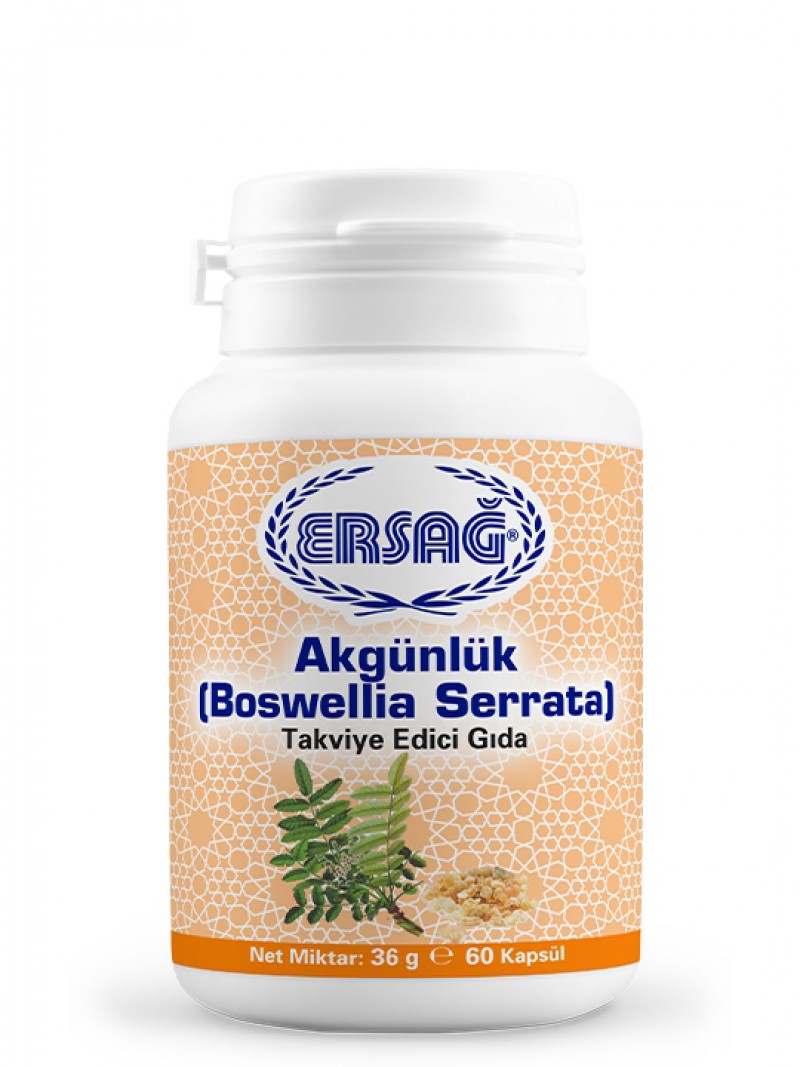 ERSAĞ®
Akgünlük
(Boswellia Serrata)
Takviye Edici Gıda
Net Miktar: 36 g ℮ 60 Kapsül